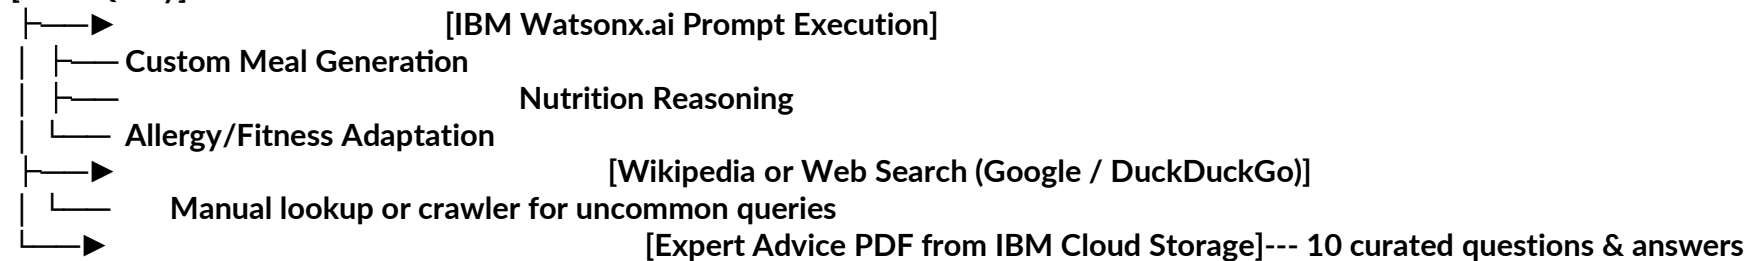 ├──► [IBM Watsonx.ai Prompt Execution]
│ ├── Custom Meal Generation
│ ├── Nutrition Reasoning
│ └── Allergy/Fitness Adaptation
├──► [Wikipedia or Web Search (Google / DuckDuckGo)]
│ └── Manual lookup or crawler for uncommon queries
└──► [Expert Advice PDF from IBM Cloud Storage]--- 10 curated questions & answers